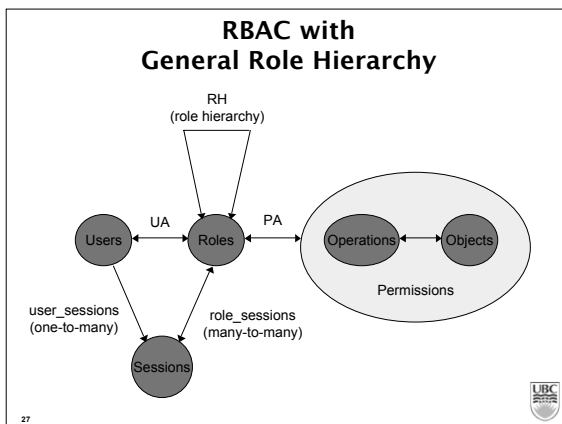 RBAC with
General Role Hierarchy
RH
(role hierarchy)
UA
PA
Users
Roles
Operations
Objects
Permissions
user_sessions
(one-to-many)
role_sessions
(many-to-many)
Sessions
27
UBC